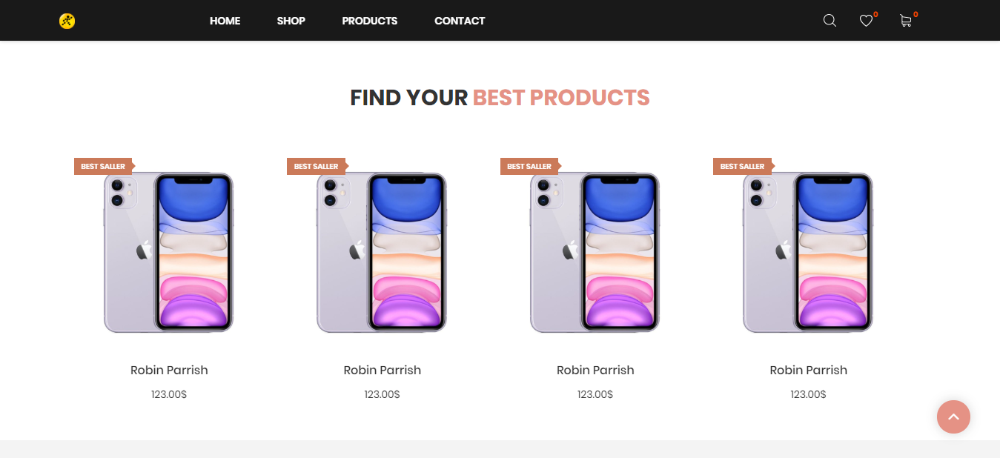 HOME SHOP PRODUCTS CONTACT 0 0
FIND YOUR BEST PRODUCTS
BEST SALLER BEST SALLER BEST SALLER BEST SALLER
Robin Parrish Robin Parrish Robin Parrish Robin Parrish
123.00$ 123.00$ 123.00$ 123.00$